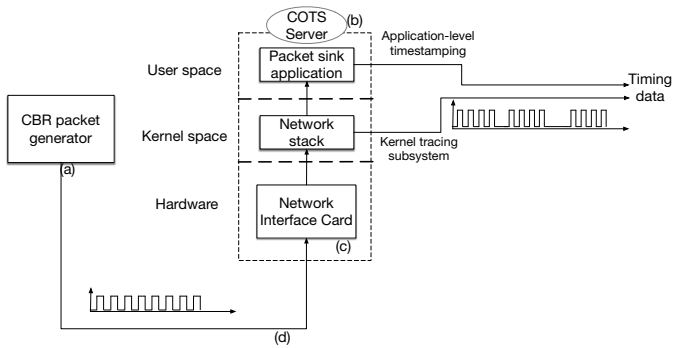 COTS
Server
(b)
Application-level
timestamping
User space
Packet sink
application
Timing
data
CBR packet
generator
(a)
Kernel space
Network
stack
Kernel tracing
subsystem
Hardware
Network
Interface Card
(c)
(d)